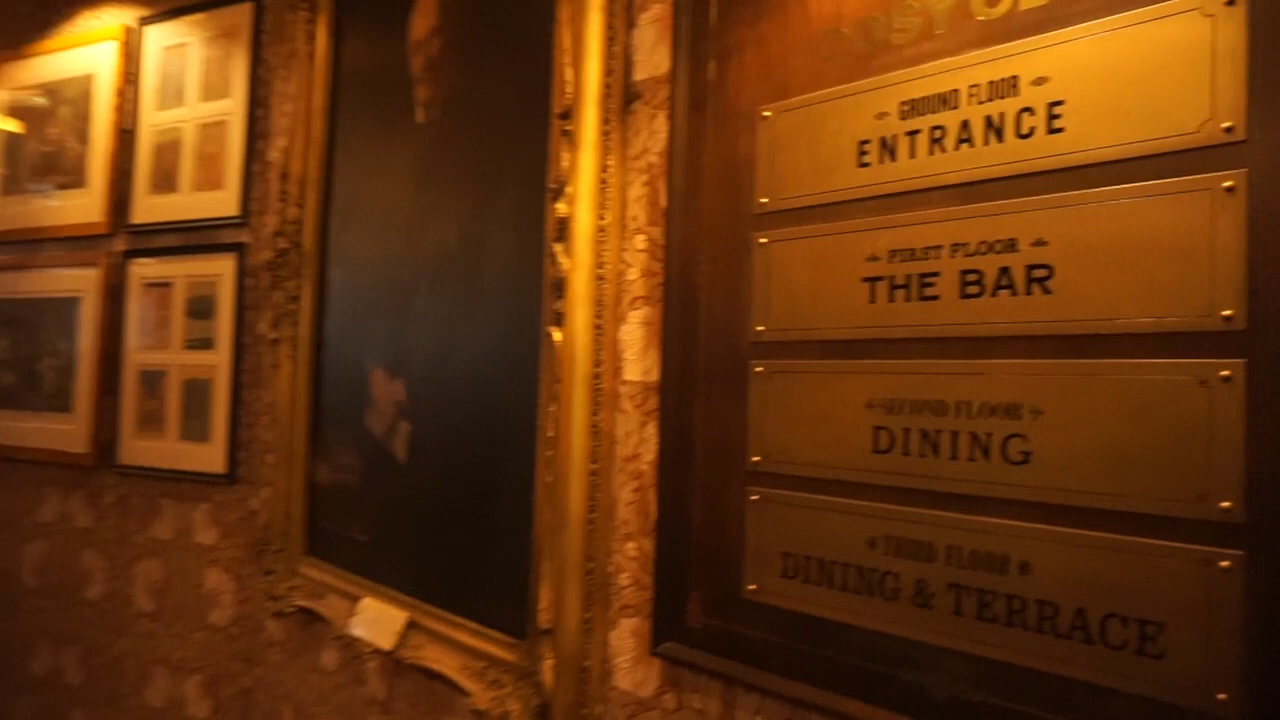 GROUND FLOOR
ENTRANCE
FIRST FLOOR
THE BAR
SECOND FLOOR
DINING
THIRD FLOOR
DINING & TERRACE